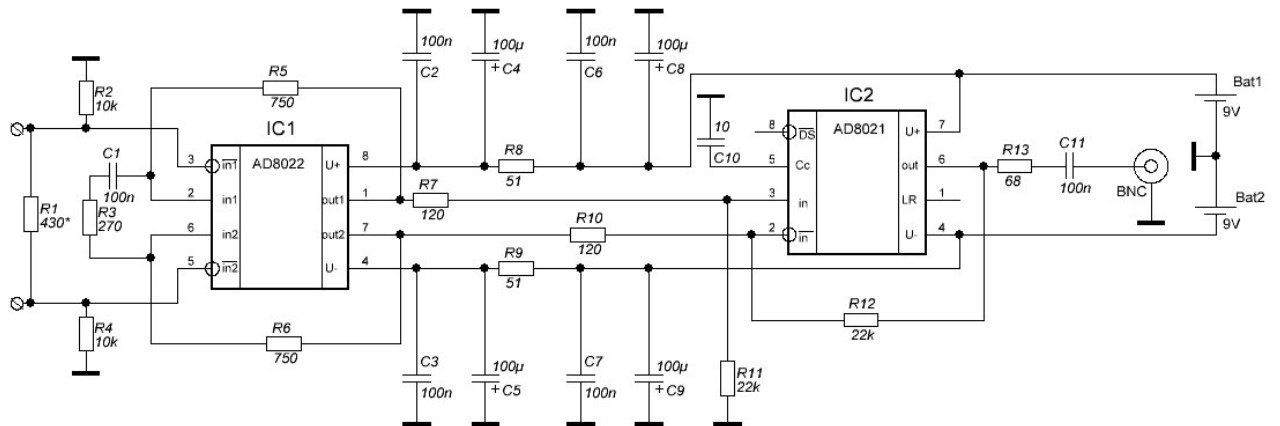 100n
C2
100µ
+ C4
100n
C6
100µ
+ C8
R5
750
R2
10k
IC1
AD8022
C1
100n
R3
270
R1
430*
3 in1
2 in1
6 in2
5 in2
U+ 8
out1 1
out2 7
U- 4
R8
51
R7
120
R10
120
R9
51
R4
10k
R6
750
C3
100n
100µ
+ C5
C7
100n
100µ
+ C9
R11
22k
R12
22k
10
C10
IC2
AD8021
8 DS
5 Cc
3 in
2 in
U+ 7
out 6
LR 1
U- 4
R13
68
C11
100n
BNC
Bat1
9V
Bat2
9V